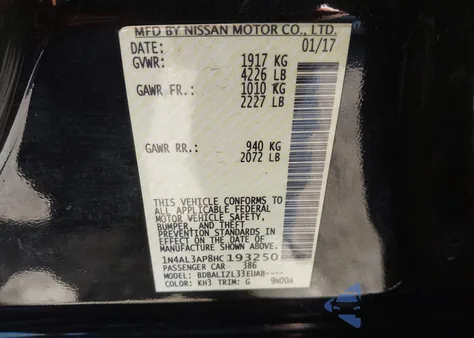 MFD BY NISSAN MOTOR CO., LTD.
DATE: 01/17
GVWR: 1917 KG
4226 LB
GAWR FR.: 1010 KG
2227 LB
GAWR RR.: 940 KG
2072 LB
THIS VEHICLE CONFORMS TO
ALL APPLICABLE FEDERAL
MOTOR VEHICLE SAFETY,
BUMPER, AND THEFT
PREVENTION STANDARDS IN
EFFECT ON THE DATE OF
MANUFACTURE SHOWN ABOVE.
1N4AL3AP8HC193250
PASSENGER CAR 386
MODEL: BDBALIZL33EUAB----
COLOR: KH3 TRIM: G 9N00A